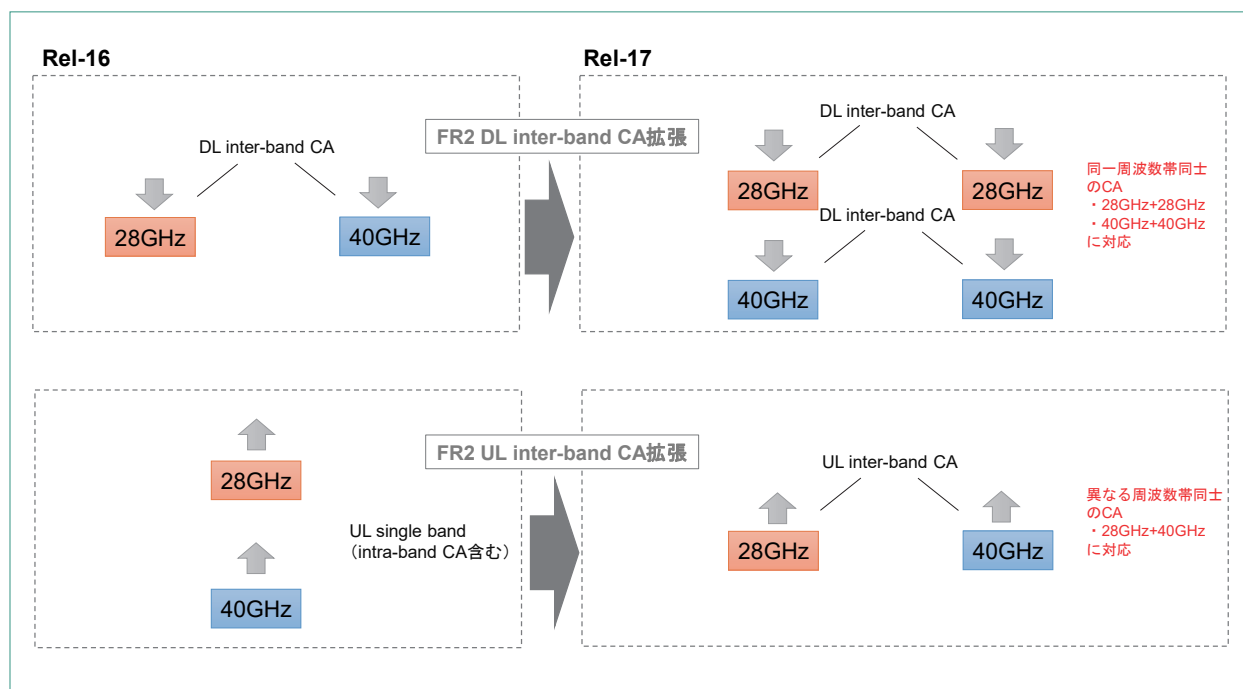 Rel-16
Rel-17
FR2 DL inter-band CA拡張
DL inter-band CA
28GHz
40GHz
DL inter-band CA
28GHz
28GHz
DL inter-band CA
40GHz
40GHz
同一周波数帯同士
のCA
・28GHz+28GHz
・40GHz+40GHz
に対応
FR2 UL inter-band CA拡張
28GHz
UL single band
（intra-band CA含む）
40GHz
UL inter-band CA
28GHz
40GHz
異なる周波数帯同士
のCA
・28GHz+40GHz
に対応